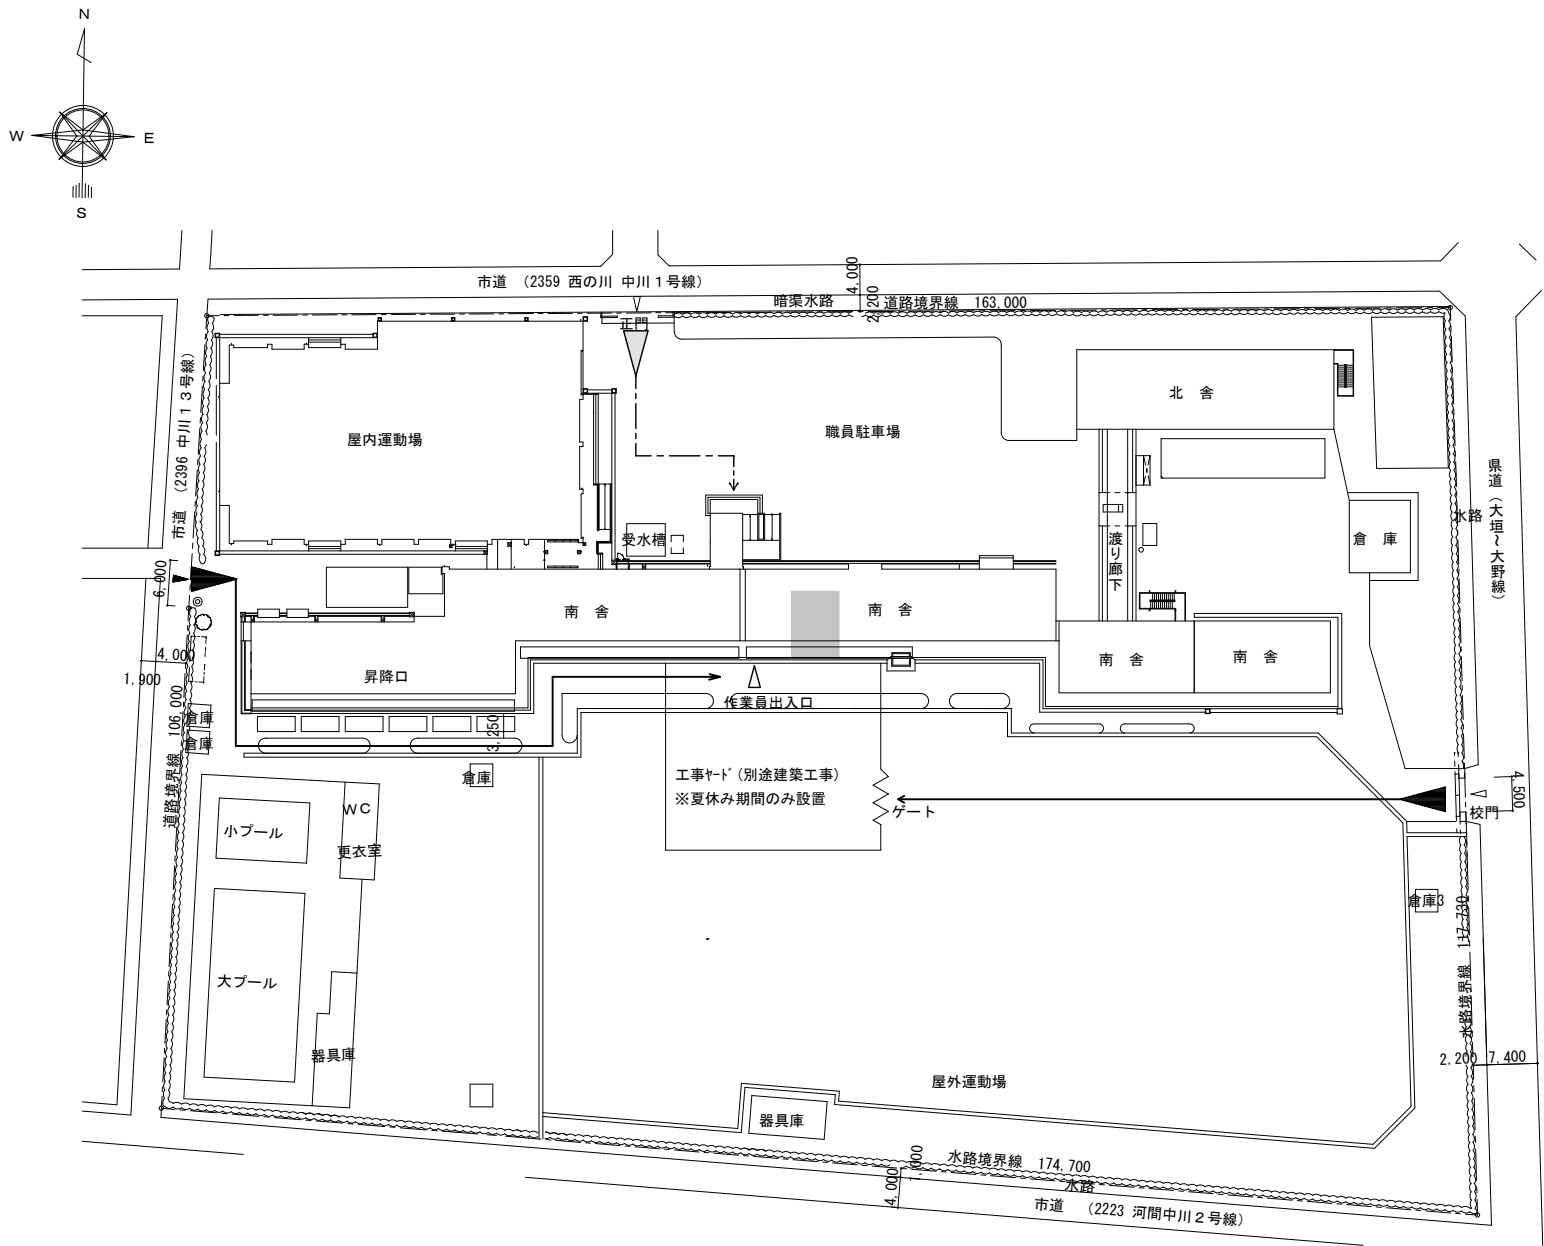 N
W
E
S
市道 (2359 西の川 中川１号線)
4,000
2,200
暗渠水路
道路境界線 163,000
正門
市道 (2396 中川１３号線)
屋内運動場
職員駐車場
北 舎
県道 (大垣～大野線)
水路
倉 庫
渡り廊下
受水槽
6,000
南 舎
南 舎
南 舎
南 舎
4,000
1,900
昇降口
作業員出入口
道路境界線 106,000
倉庫
倉庫
3,250
倉庫
工事ﾔｰﾄﾞ(別途建築工事)
※夏休み期間のみ設置
ゲート
4,500
校門
WC
小プール
更衣室
倉庫3
水路境界線 117,730
大プール
器具庫
2,200
7,400
屋外運動場
器具庫
水路境界線 174,700
1,000
4,000
水路
市道 (2223 河間中川２号線)